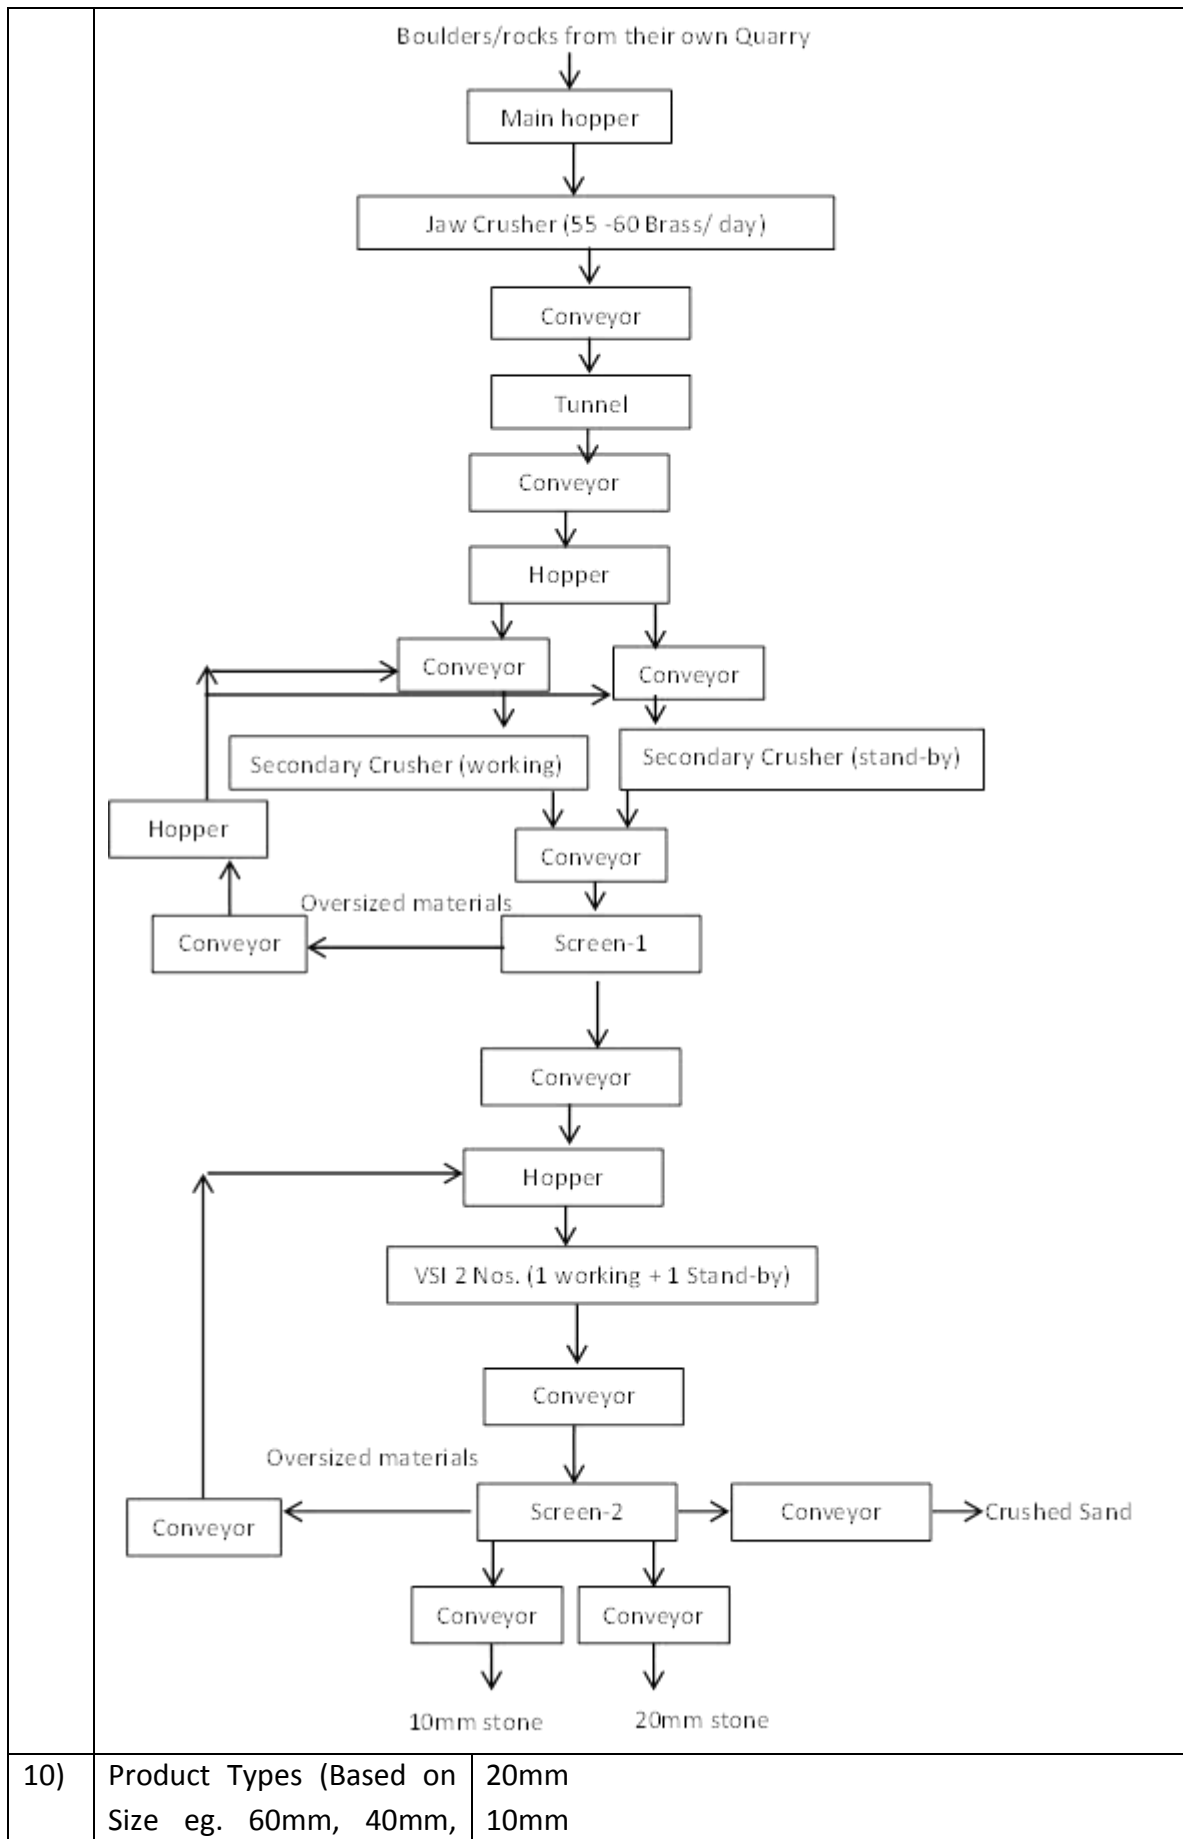 Boulders/rocks from their own Quarry
Main hopper
Jaw Crusher (55 -60 Brass/ day)
Conveyor
Tunnel
Conveyor
Hopper
Conveyor
Conveyor
Secondary Crusher (working)
Secondary Crusher (stand-by)
Hopper
Conveyor
Oversized materials
Conveyor
Screen-1
Conveyor
Hopper
VSI 2 Nos. (1 working + 1 Stand-by)
Conveyor
Oversized materials
Conveyor
Screen-2
Conveyor
Crushed Sand
Conveyor
Conveyor
10mm stone
20mm stone
10)
Product Types (Based on
Size eg. 60mm, 40mm,
20mm
10mm